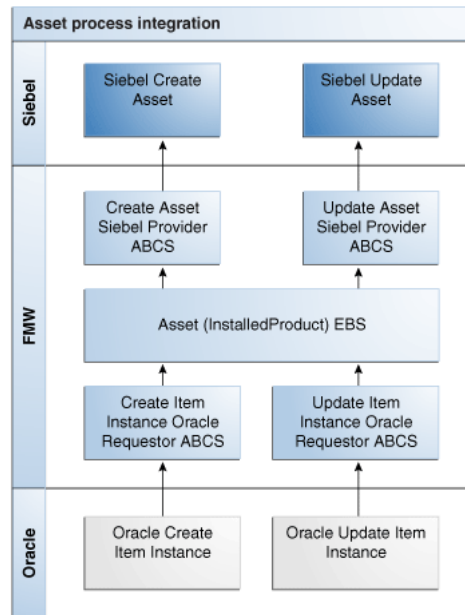 Asset process integration
Siebel
Siebel Create
Asset
Siebel Update
Asset
FMW
Create Asset
Siebel Provider
ABCS
Update Asset
Siebel Provider
ABCS
Asset (InstalledProduct) EBS
Create Item
Instance Oracle
Requestor ABCS
Update Item
Instance Oracle
Requestor ABCS
Oracle
Oracle Create
Item Instance
Oracle Update Item
Instance